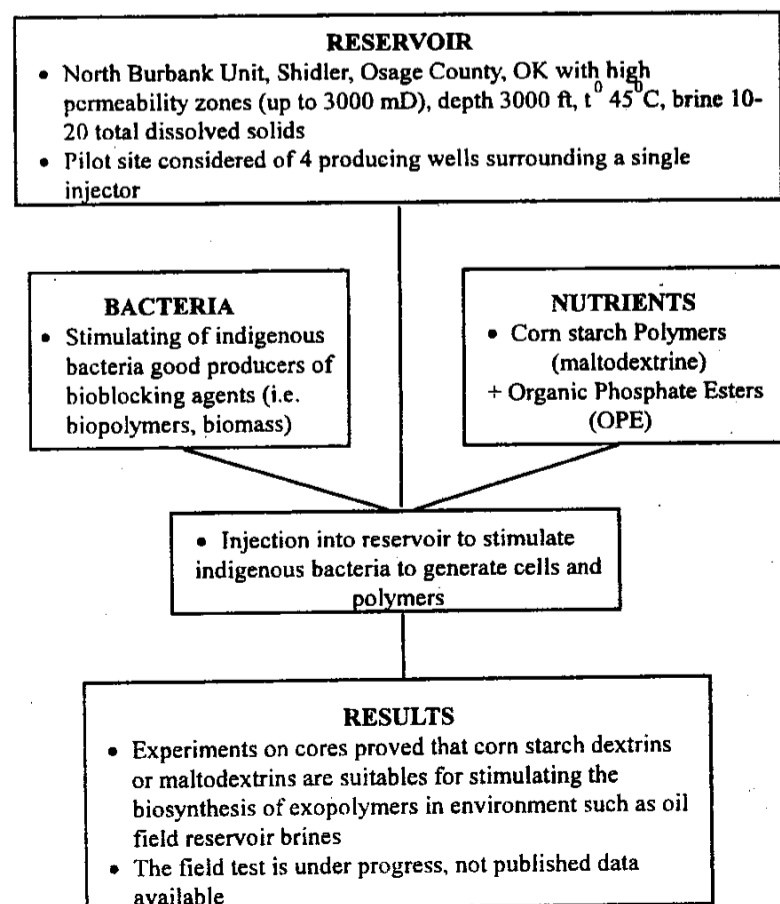 RESERVOIR
• North Burbank Unit, Shidler, Osage County, OK with high
permeability zones (up to 3000 mD), depth 3000 ft, t⁰ 45⁰C, brine 10-
20 total dissolved solids
• Pilot site considered of 4 producing wells surrounding a single
injector
BACTERIA
• Stimulating of indigenous
bacteria good producers of
bioblocking agents (i.e.
biopolymers, biomass)
NUTRIENTS
• Corn starch Polymers
(maltodextrine)
+ Organic Phosphate Esters
(OPE)
• Injection into reservoir to stimulate
indigenous bacteria to generate cells and
polymers
RESULTS
• Experiments on cores proved that corn starch dextrins
or maltodextrins are suitables for stimulating the
biosynthesis of exopolymers in environment such as oil
field reservoir brines
• The field test is under progress, not published data
available